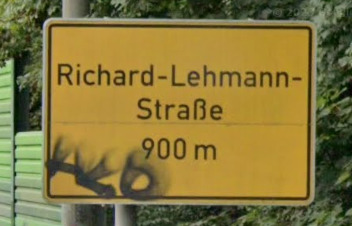 Richard-Lehmann-
Straße
900 m